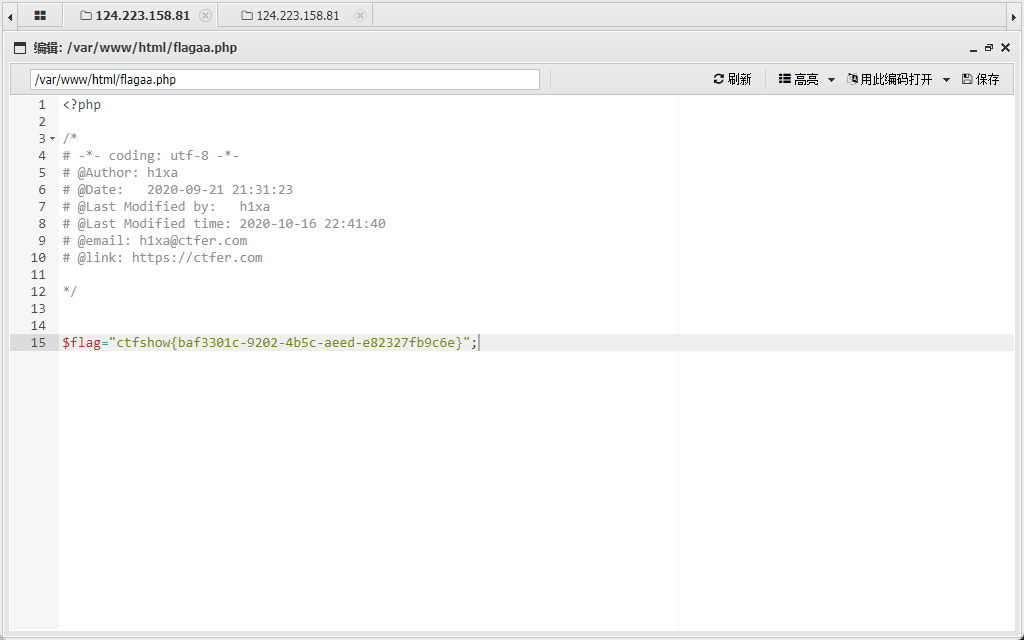 124.223.158.81 124.223.158.81
编辑: /var/www/html/flagaa.php
/var/www/html/flagaa.php 刷新 高亮 用此编码打开 保存
1 <?php
2
3 /*
4 # -*- coding: utf-8 -*-
5 # @Author: h1xa
6 # @Date:   2020-09-21 21:31:23
7 # @Last Modified by:   h1xa
8 # @Last Modified time: 2020-10-16 22:41:40
9 # @email: h1xa@ctfer.com
10 # @link: https://ctfer.com
11
12 */
13
14
15 $flag="ctfshow{baf3301c-9202-4b5c-aeed-e82327fb9c6e}";